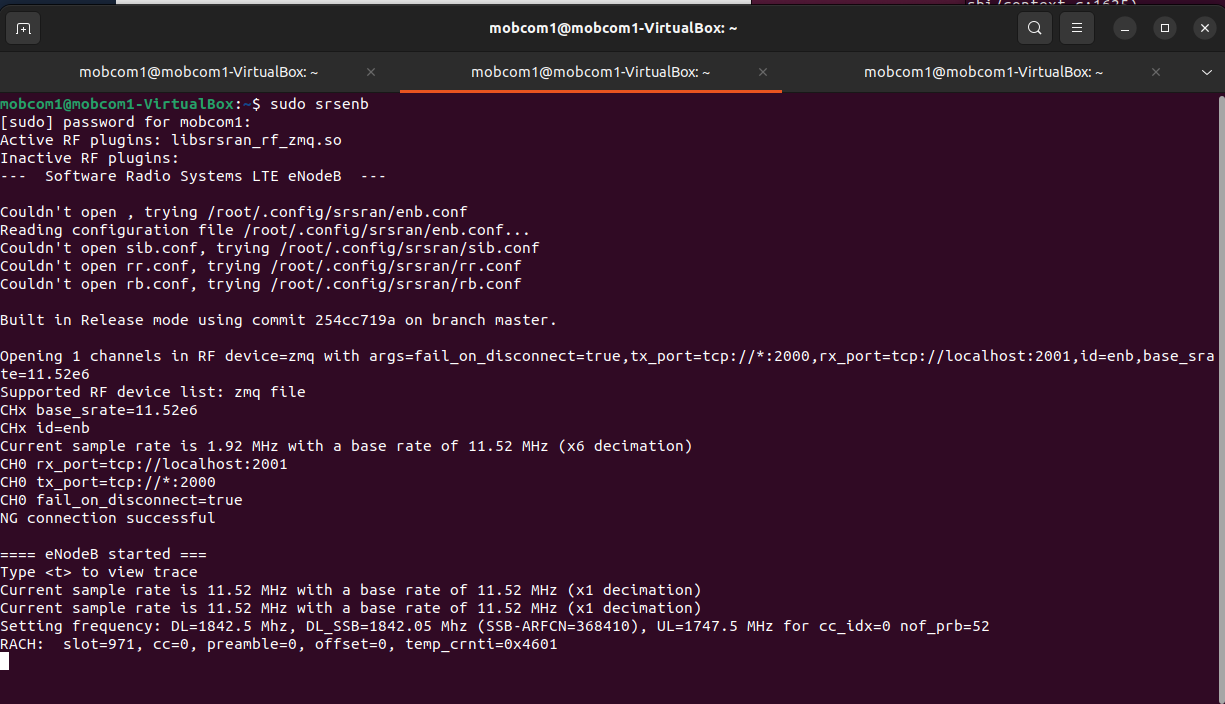 sbi/context.c:1625)
mobcom1@mobcom1-VirtualBox: ~
mobcom1@mobcom1-VirtualBox: ~
mobcom1@mobcom1-VirtualBox: ~
mobcom1@mobcom1-VirtualBox: ~
mobcom1@mobcom1-VirtualBox:~$ sudo srsenb
[sudo] password for mobcom1:
Active RF plugins: libsrsran_rf_zmq.so
Inactive RF plugins:
---  Software Radio Systems LTE eNodeB  ---
Couldn't open , trying /root/.config/srsran/enb.conf
Reading configuration file /root/.config/srsran/enb.conf...
Couldn't open sib.conf, trying /root/.config/srsran/sib.conf
Couldn't open rr.conf, trying /root/.config/srsran/rr.conf
Couldn't open rb.conf, trying /root/.config/srsran/rb.conf
Built in Release mode using commit 254cc719a on branch master.
Opening 1 channels in RF device=zmq with args=fail_on_disconnect=true,tx_port=tcp://*:2000,rx_port=tcp://localhost:2001,id=enb,base_sra
te=11.52e6
Supported RF device list: zmq file
CHx base_srate=11.52e6
CHx id=enb
Current sample rate is 1.92 MHz with a base rate of 11.52 MHz (x6 decimation)
CH0 rx_port=tcp://localhost:2001
CH0 tx_port=tcp://*:2000
CH0 fail_on_disconnect=true
NG connection successful
==== eNodeB started ===
Type <t> to view trace
Current sample rate is 11.52 MHz with a base rate of 11.52 MHz (x1 decimation)
Current sample rate is 11.52 MHz with a base rate of 11.52 MHz (x1 decimation)
Setting frequency: DL=1842.5 Mhz, DL_SSB=1842.05 Mhz (SSB-ARFCN=368410), UL=1747.5 MHz for cc_idx=0 nof_prb=52
RACH:  slot=971, cc=0, preamble=0, offset=0, temp_crnti=0x4601